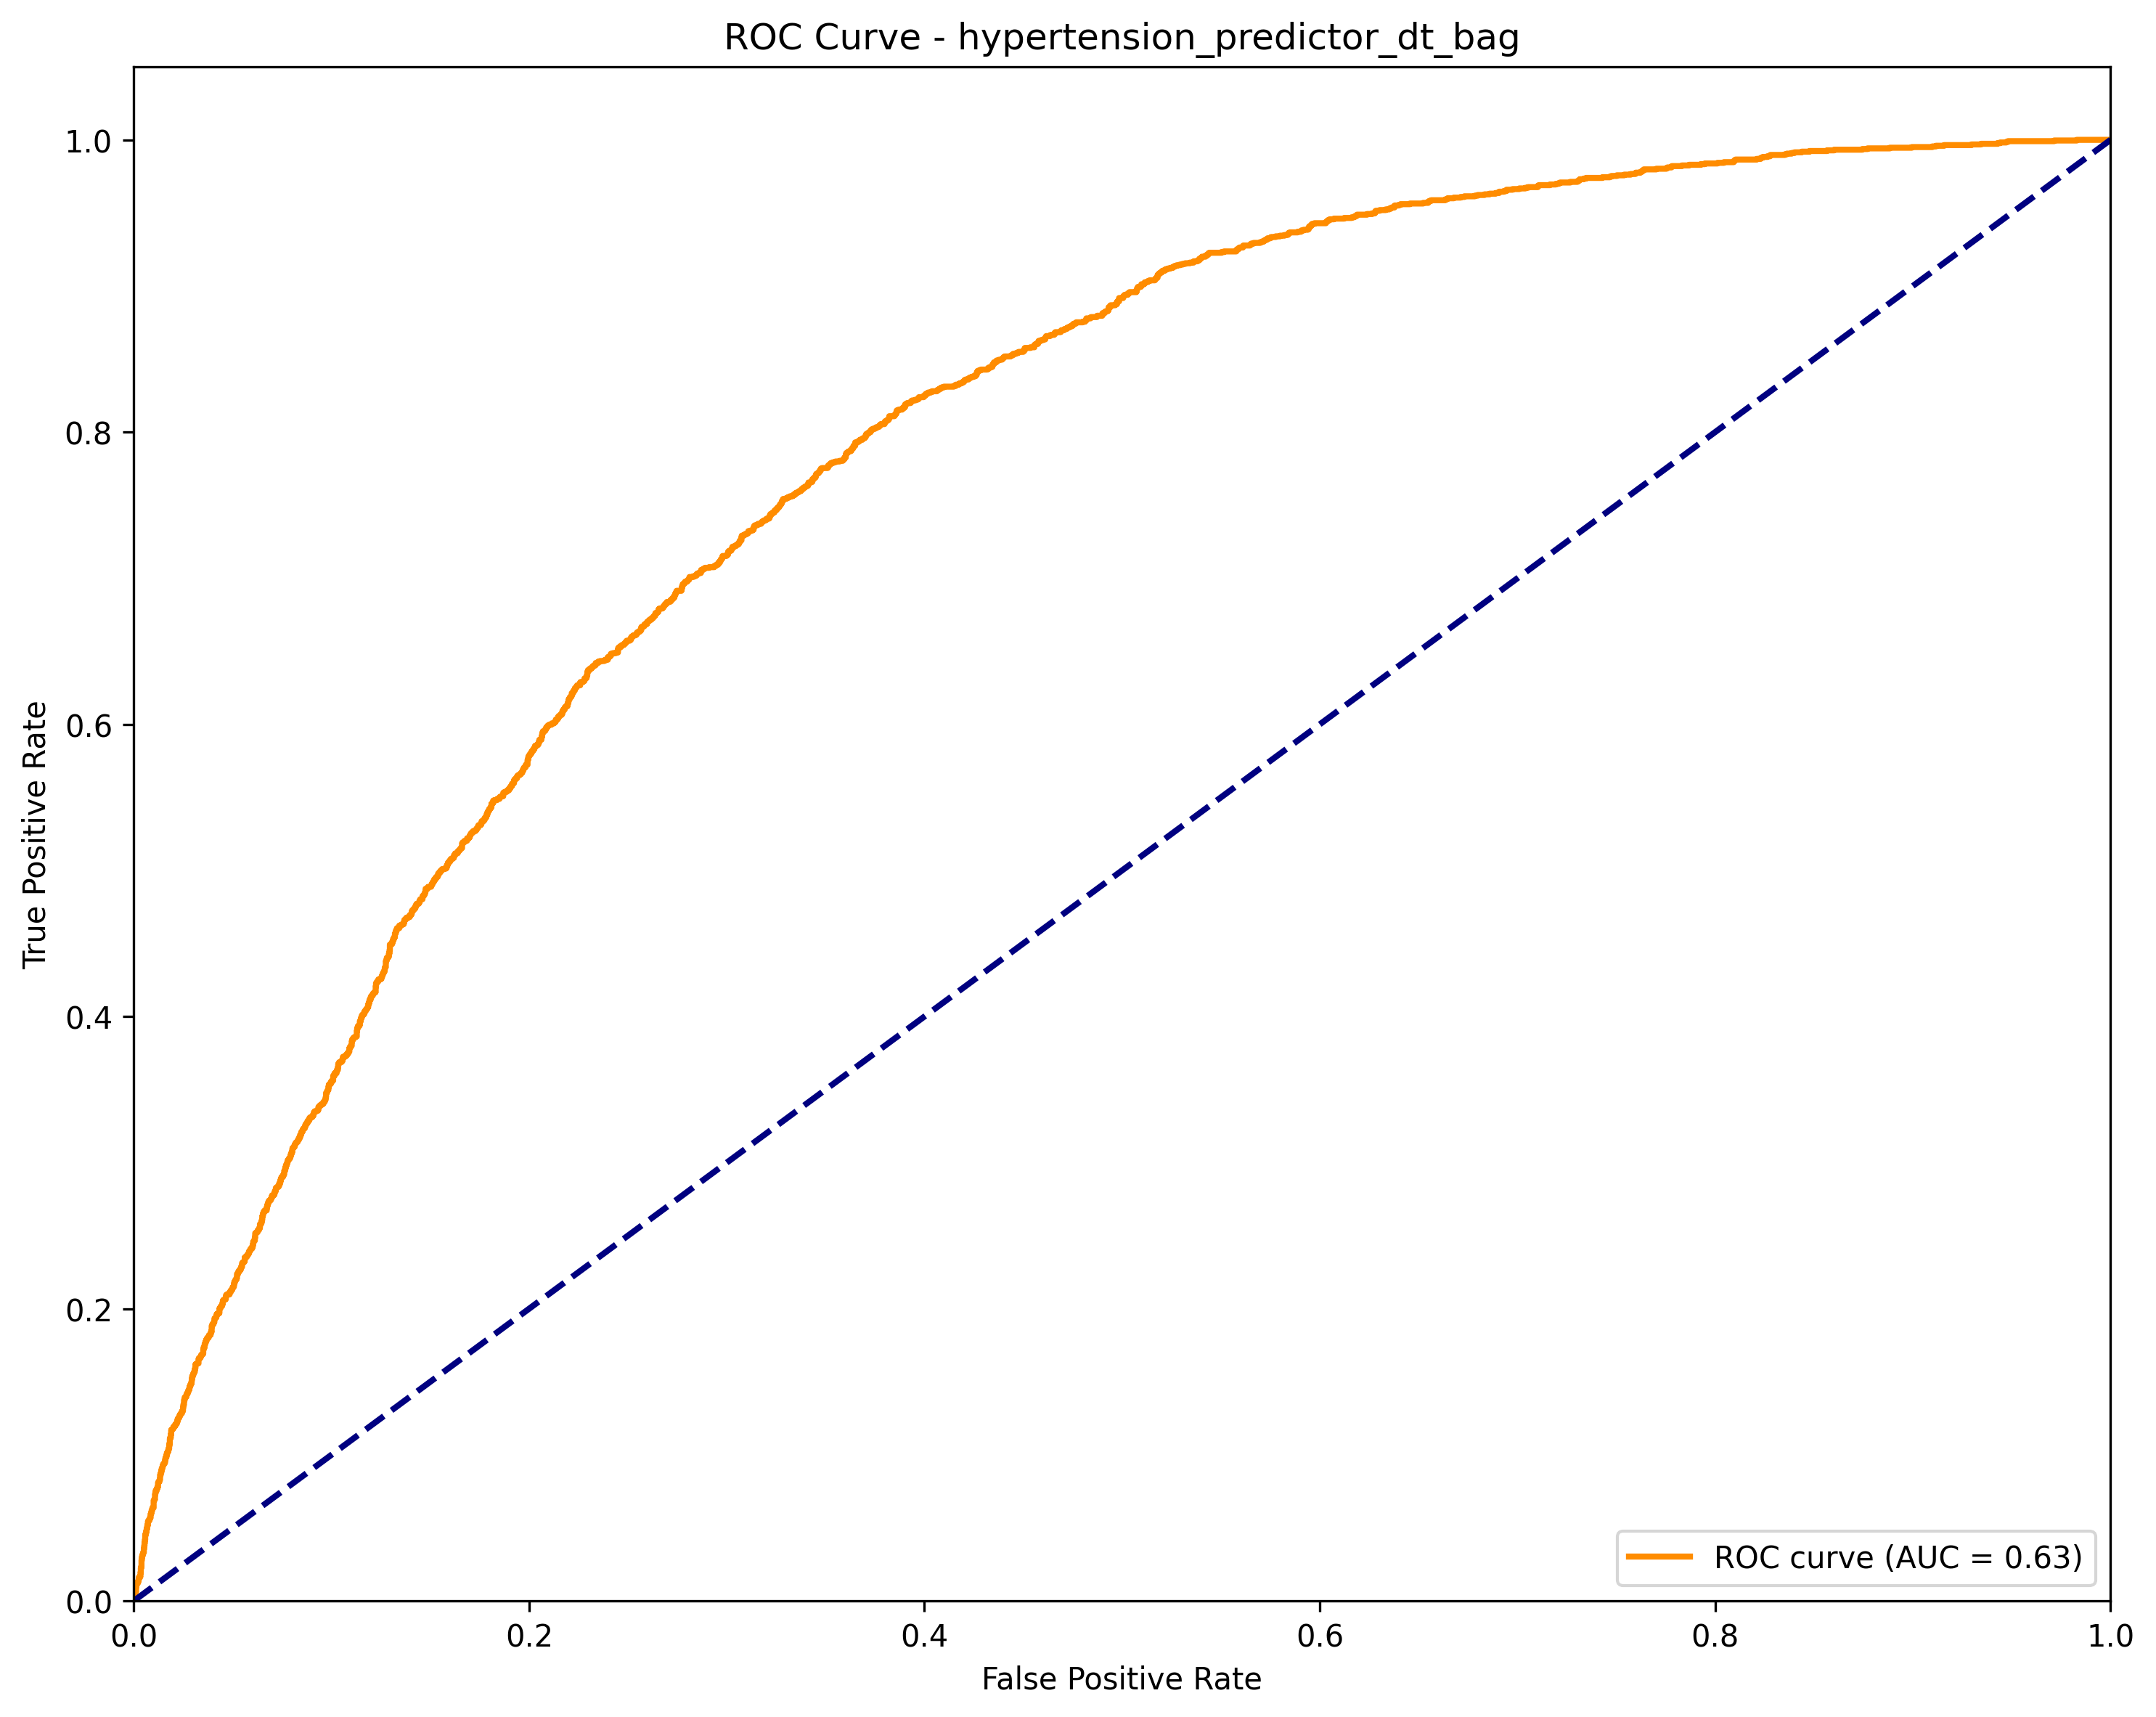 ROC Curve - hypertension_predictor_dt_bag
1.0
0.8
0.6
0.4
0.2
0.0
True Positive Rate
ROC curve (AUC = 0.63)
0.0 0.2 0.4 0.6 0.8 1.0
False Positive Rate